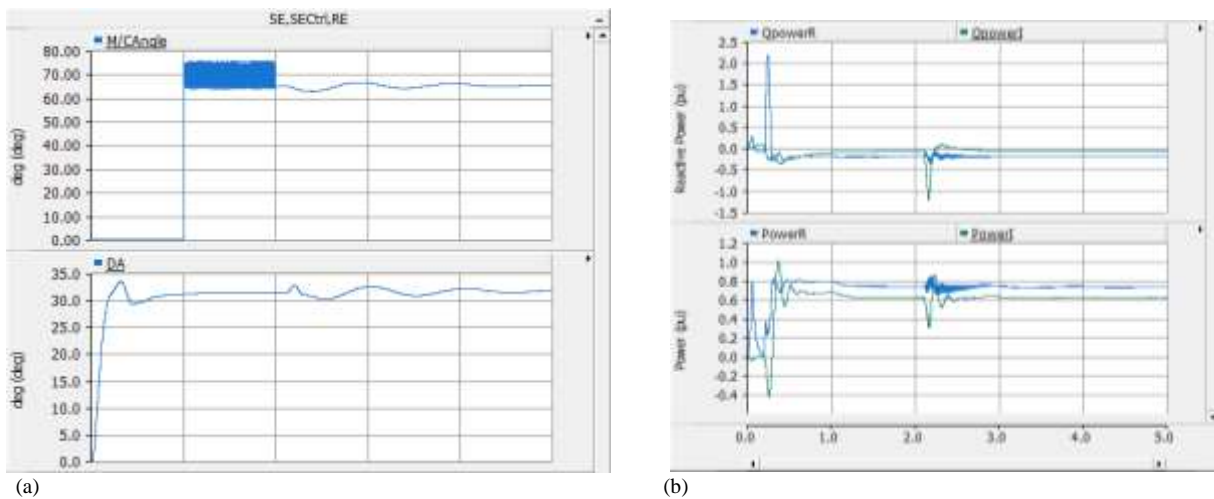 SE,SECtrl,RE
M/CAngle
80.00
70.00
60.00
50.00
40.00
30.00
20.00
10.00
0.00
deg (deg)
DA
35.0
30.0
25.0
20.0
15.0
10.0
5.0
0.0
deg (deg)
(a)
QpowerR
QpowerI
2.5
2.0
1.5
1.0
0.5
0.0
-0.5
-1.0
-1.5
Reactive Power (pu)
PowerR
PowerI
1.2
1.0
0.8
0.6
0.4
0.2
0.0
-0.2
-0.4
Power (pu)
0.0 1.0 2.0 3.0 4.0 5.0
(b)